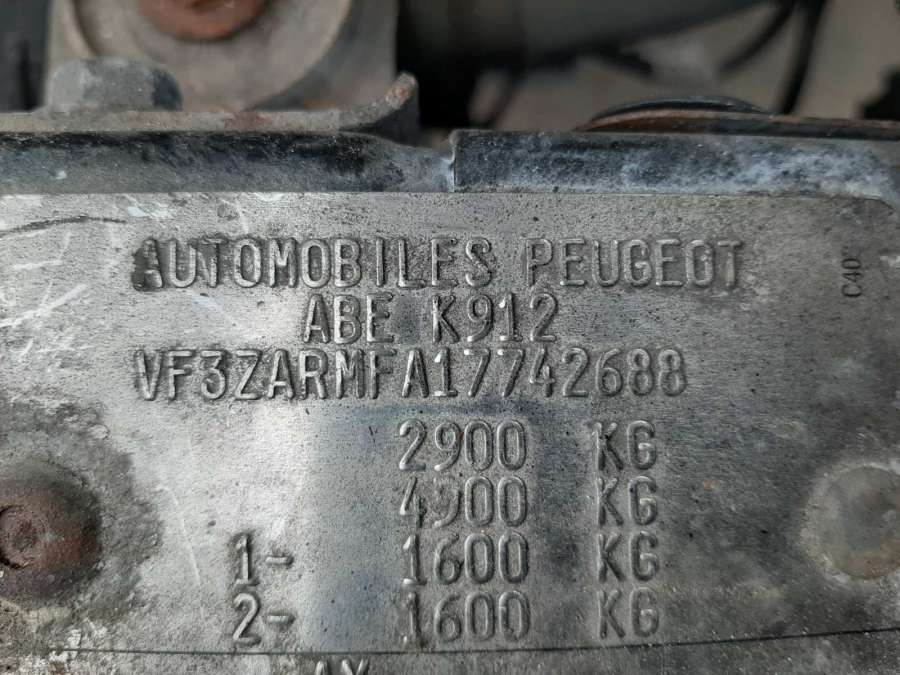 AUTOMOBILES PEUGEOT
ABE K912
VF3ZARMFA17742688
2900 KG
4900 KG
1- 1600 KG
2- 1600 KG
C40